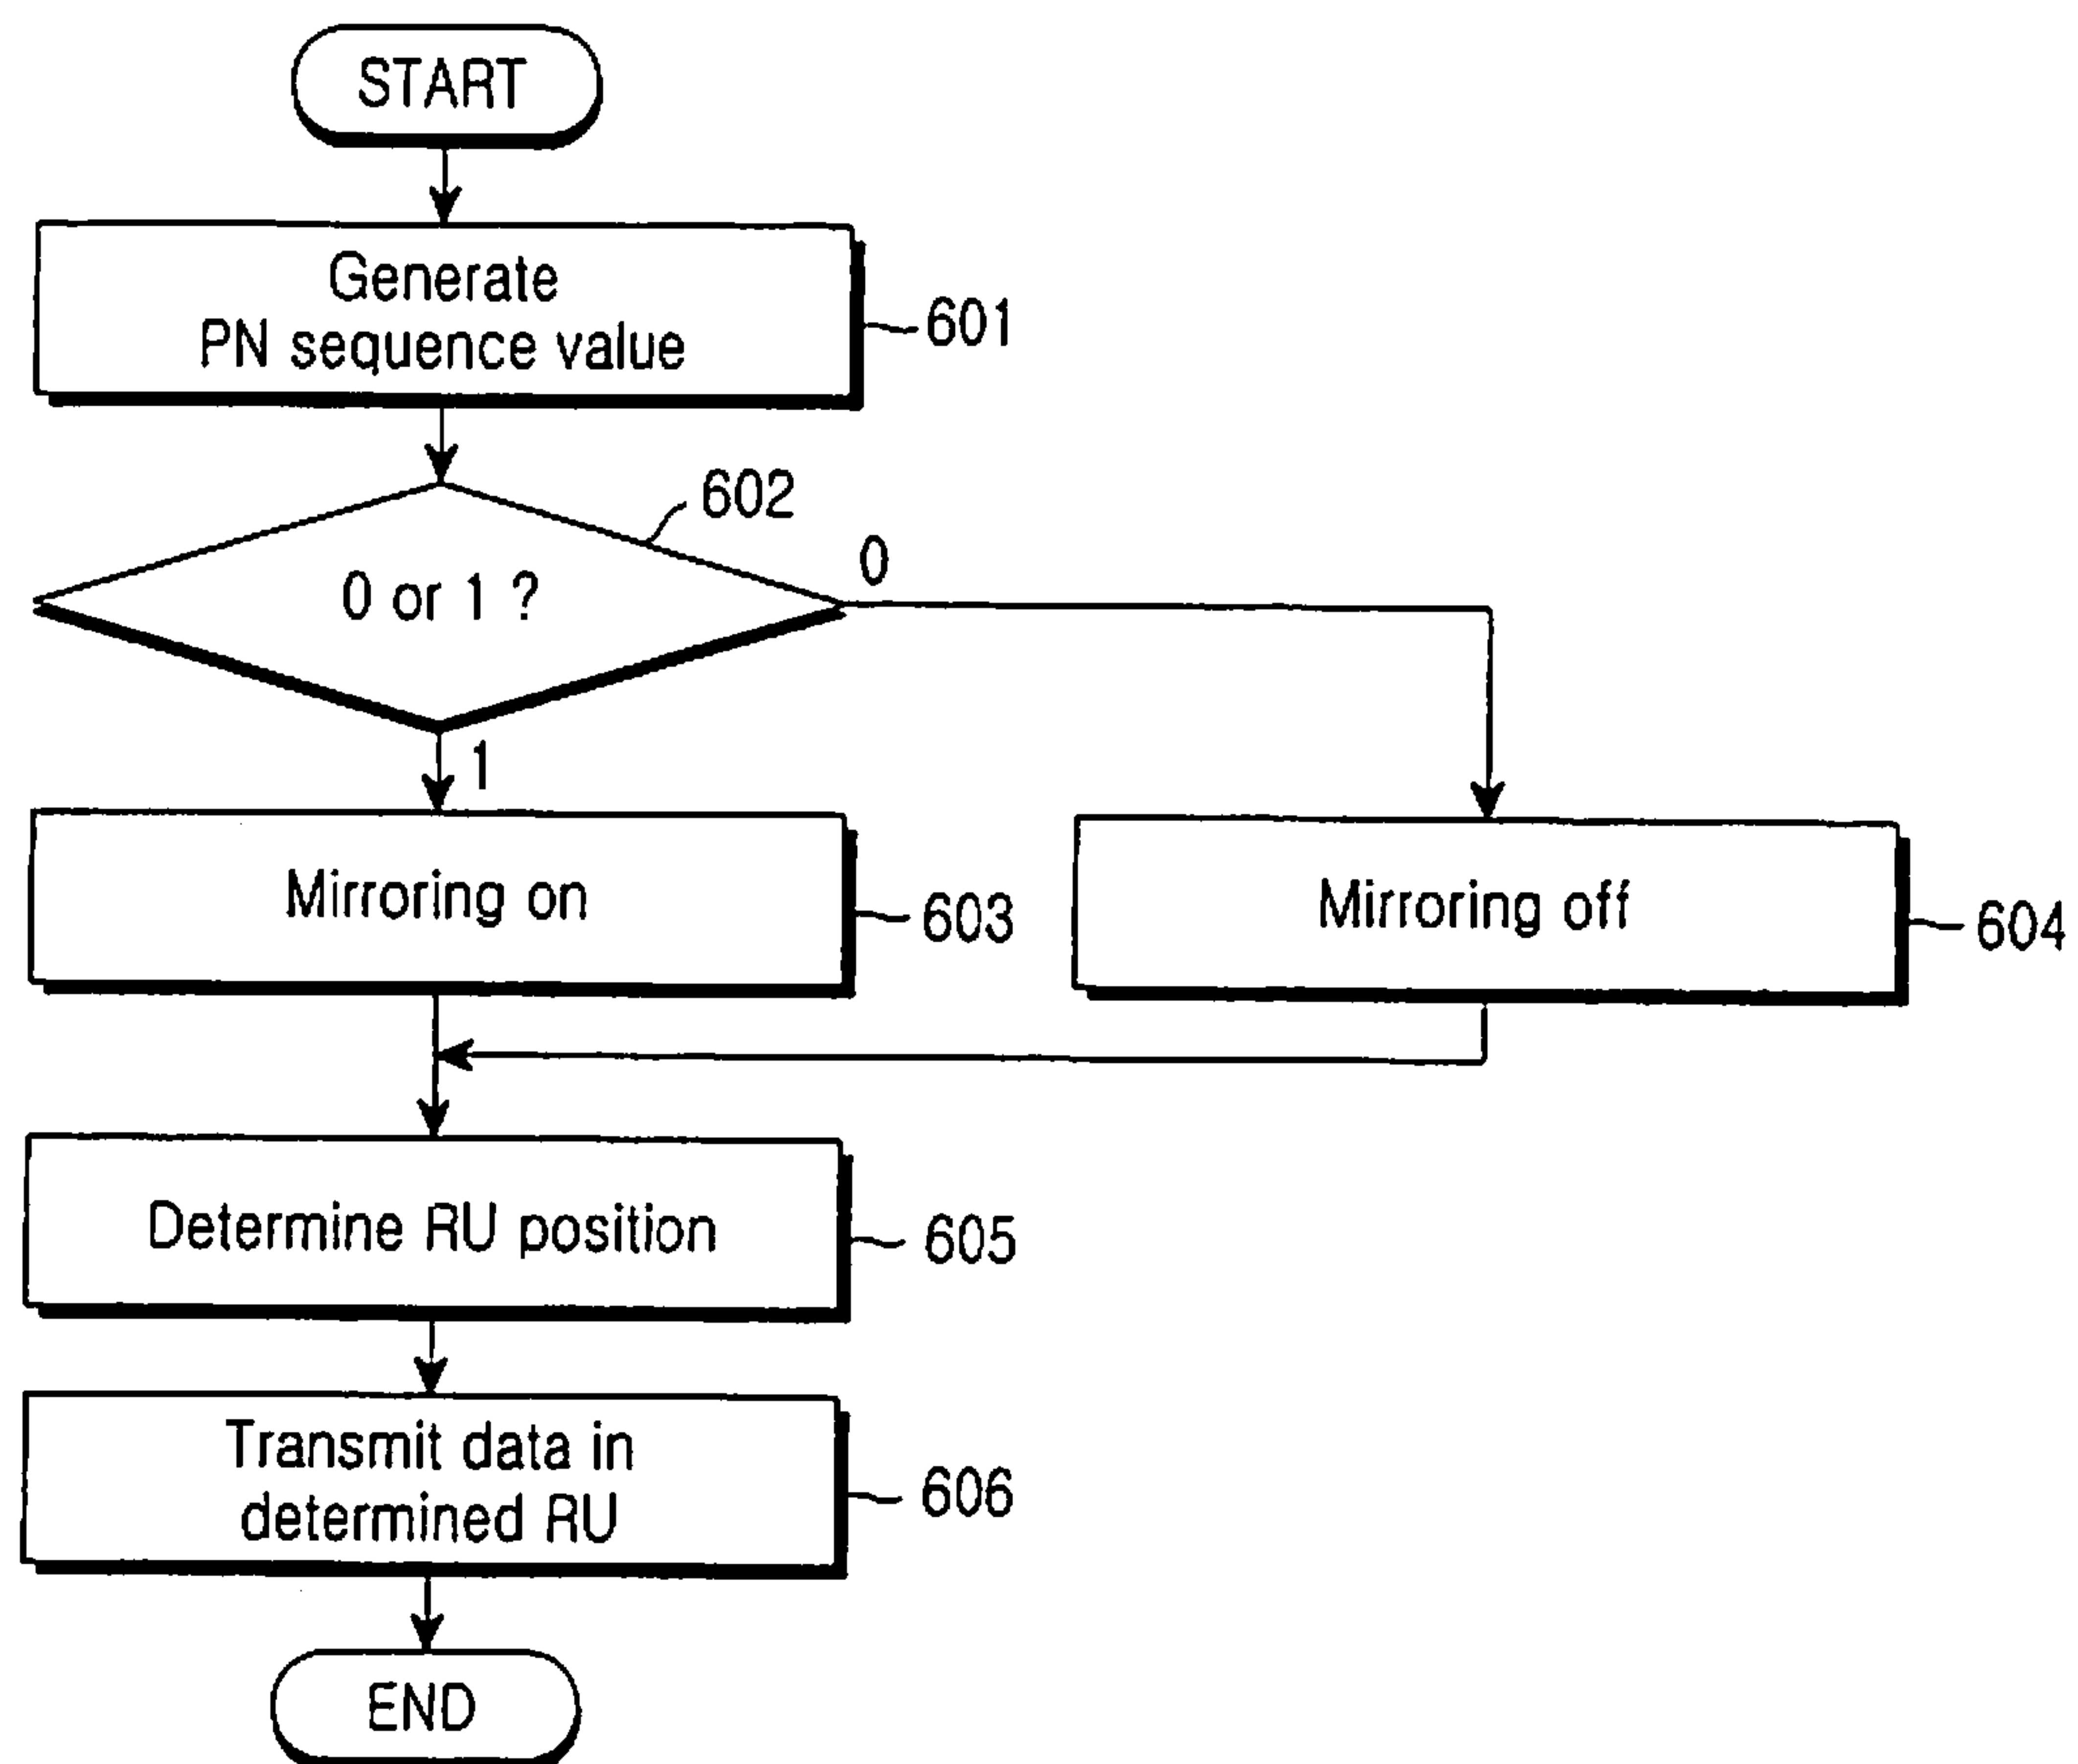 START
Generate
PN sequence value
601
602
0
0 or 1 ?
1
Mirroring on
603
Mirroring off
604
Determine RU position
605
Transmit data in
determined RU
606
END